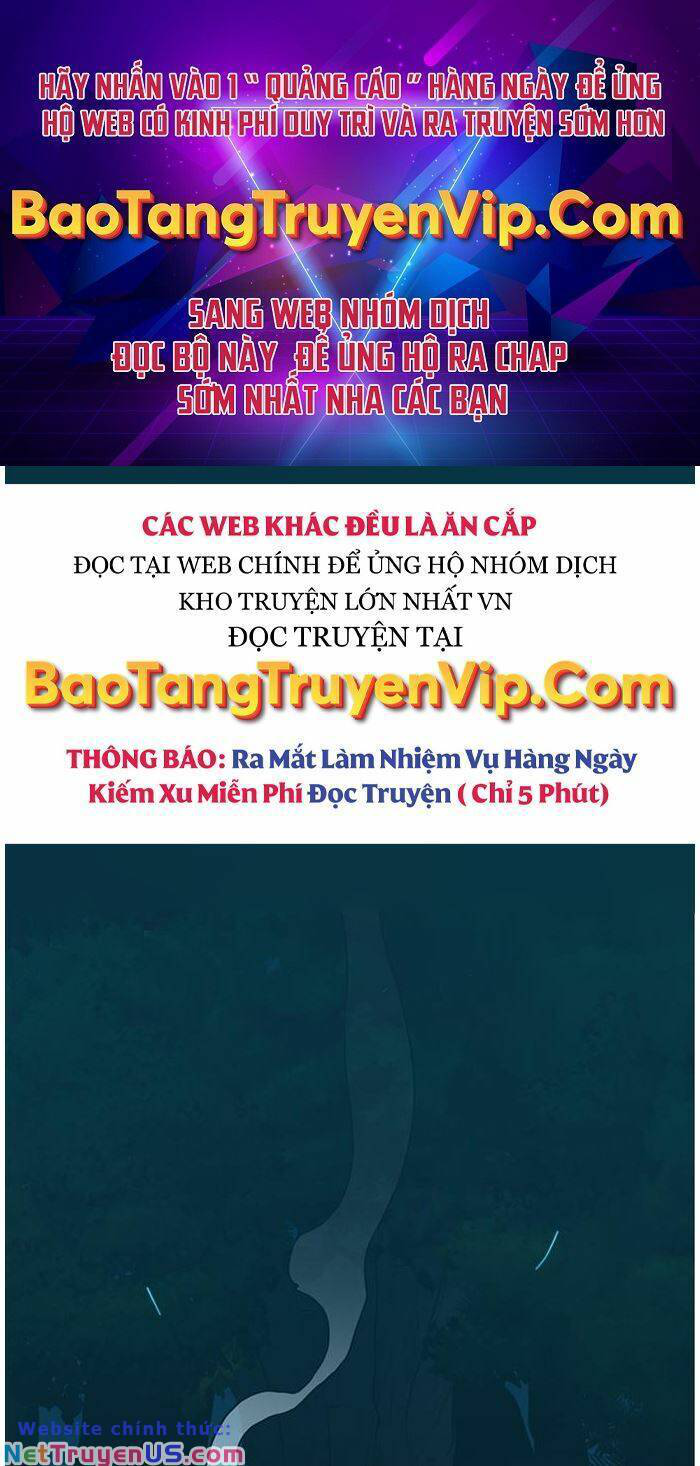 HÃY NHẤN VÀO 1 “ QUẢNG CÁO ” HÀNG NGÀY ĐỂ ỦNG
HỘ WEB CÓ KINH PHÍ DUY TRÌ VÀ RA TRUYỆN SỚM HƠN
BaoTangTruyenVip.Com
SANG WEB NHÓM DỊCH
ĐỌC BỘ NÀY ĐỂ ỦNG HỘ RA CHAP
SỚM NHẤT NHA CÁC BẠN
CÁC WEB KHÁC ĐỀU LÀ ĂN CẮP
ĐỌC TẠI WEB CHÍNH ĐỂ ỦNG HỘ NHÓM DỊCH
KHO TRUYỆN LỚN NHẤT VN
ĐỌC TRUYỆN TẠI
BaoTangTruyenVip.Com
THÔNG BÁO: Ra Mắt Làm Nhiệm Vụ Hàng Ngày
Kiếm Xu Miễn Phí Đọc Truyện ( Chỉ 5 Phút)
Website chính thức:
NetTruyenUS.com